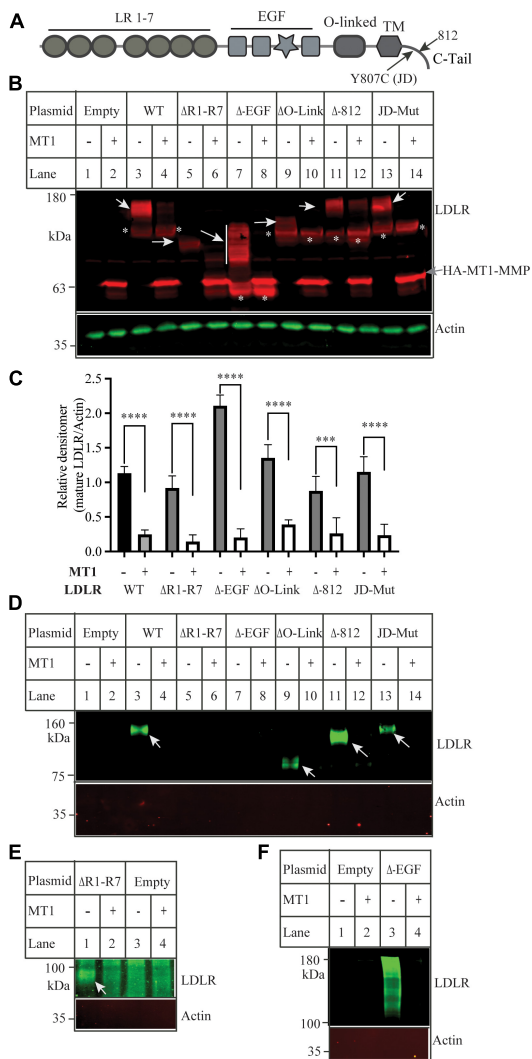 A
LR 1-7
EGF
O-linked
TM
812
C-Tail
Y807C (JD)
B
Plasmid Empty WT ΔR1-R7 Δ-EGF ΔO-Link Δ-812 JD-Mut
MT1 - + - + - + - + - + - + - +
Lane 1 2 3 4 5 6 7 8 9 10 11 12 13 14
180
kDa
63
35
LDLR
HA-MT1-MMP
Actin
* * * * * * * * *
C
Relative densitomer
(mature LDLR/Actin)
2.5
2.0
1.5
1.0
0.5
0.0
**** **** **** **** *** ****
- + - + - + - + - + - +
MT1
LDLR WT ΔR1-R7 Δ-EGF ΔO-Link Δ-812 JD-Mut
D
Plasmid Empty WT ΔR1-R7 Δ-EGF ΔO-Link Δ-812 JD-Mut
MT1 - + - + - + - + - + - + - +
Lane 1 2 3 4 5 6 7 8 9 10 11 12 13 14
160
kDa
75
35
LDLR
Actin
E
Plasmid ΔR1-R7 Empty
MT1 - + - +
Lane 1 2 3 4
100
kDa
35
LDLR
Actin
F
Plasmid Empty Δ-EGF
MT1 - + - +
Lane 1 2 3 4
180
kDa
100
35
LDLR
Actin